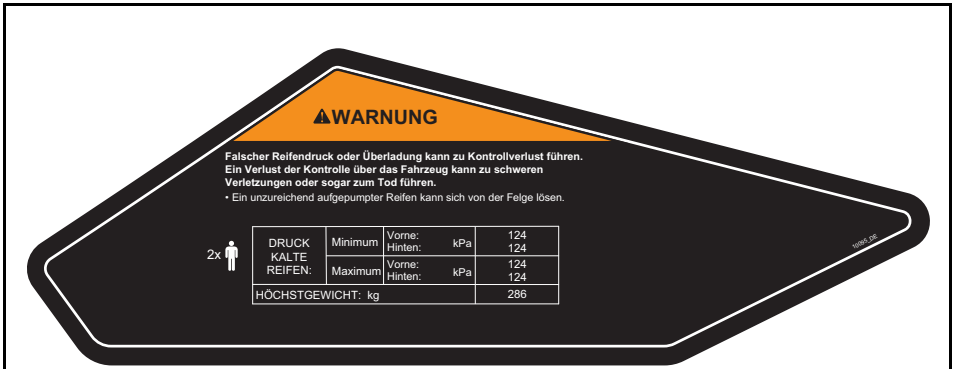 ⚠WARNUNG
Falscher Reifendruck oder Überladung kann zu Kontrollverlust führen.
Ein Verlust der Kontrolle über das Fahrzeug kann zu schweren
Verletzungen oder sogar zum Tod führen.
• Ein unzureichend aufgepumpter Reifen kann sich von der Felge lösen.
2x
DRUCK
KALTE
REIFEN:
Minimum
Vorne:
Hinten:
kPa
124
124
Maximum
Vorne:
Hinten:
kPa
124
124
HÖCHSTGEWICHT: kg
286
10065_DE